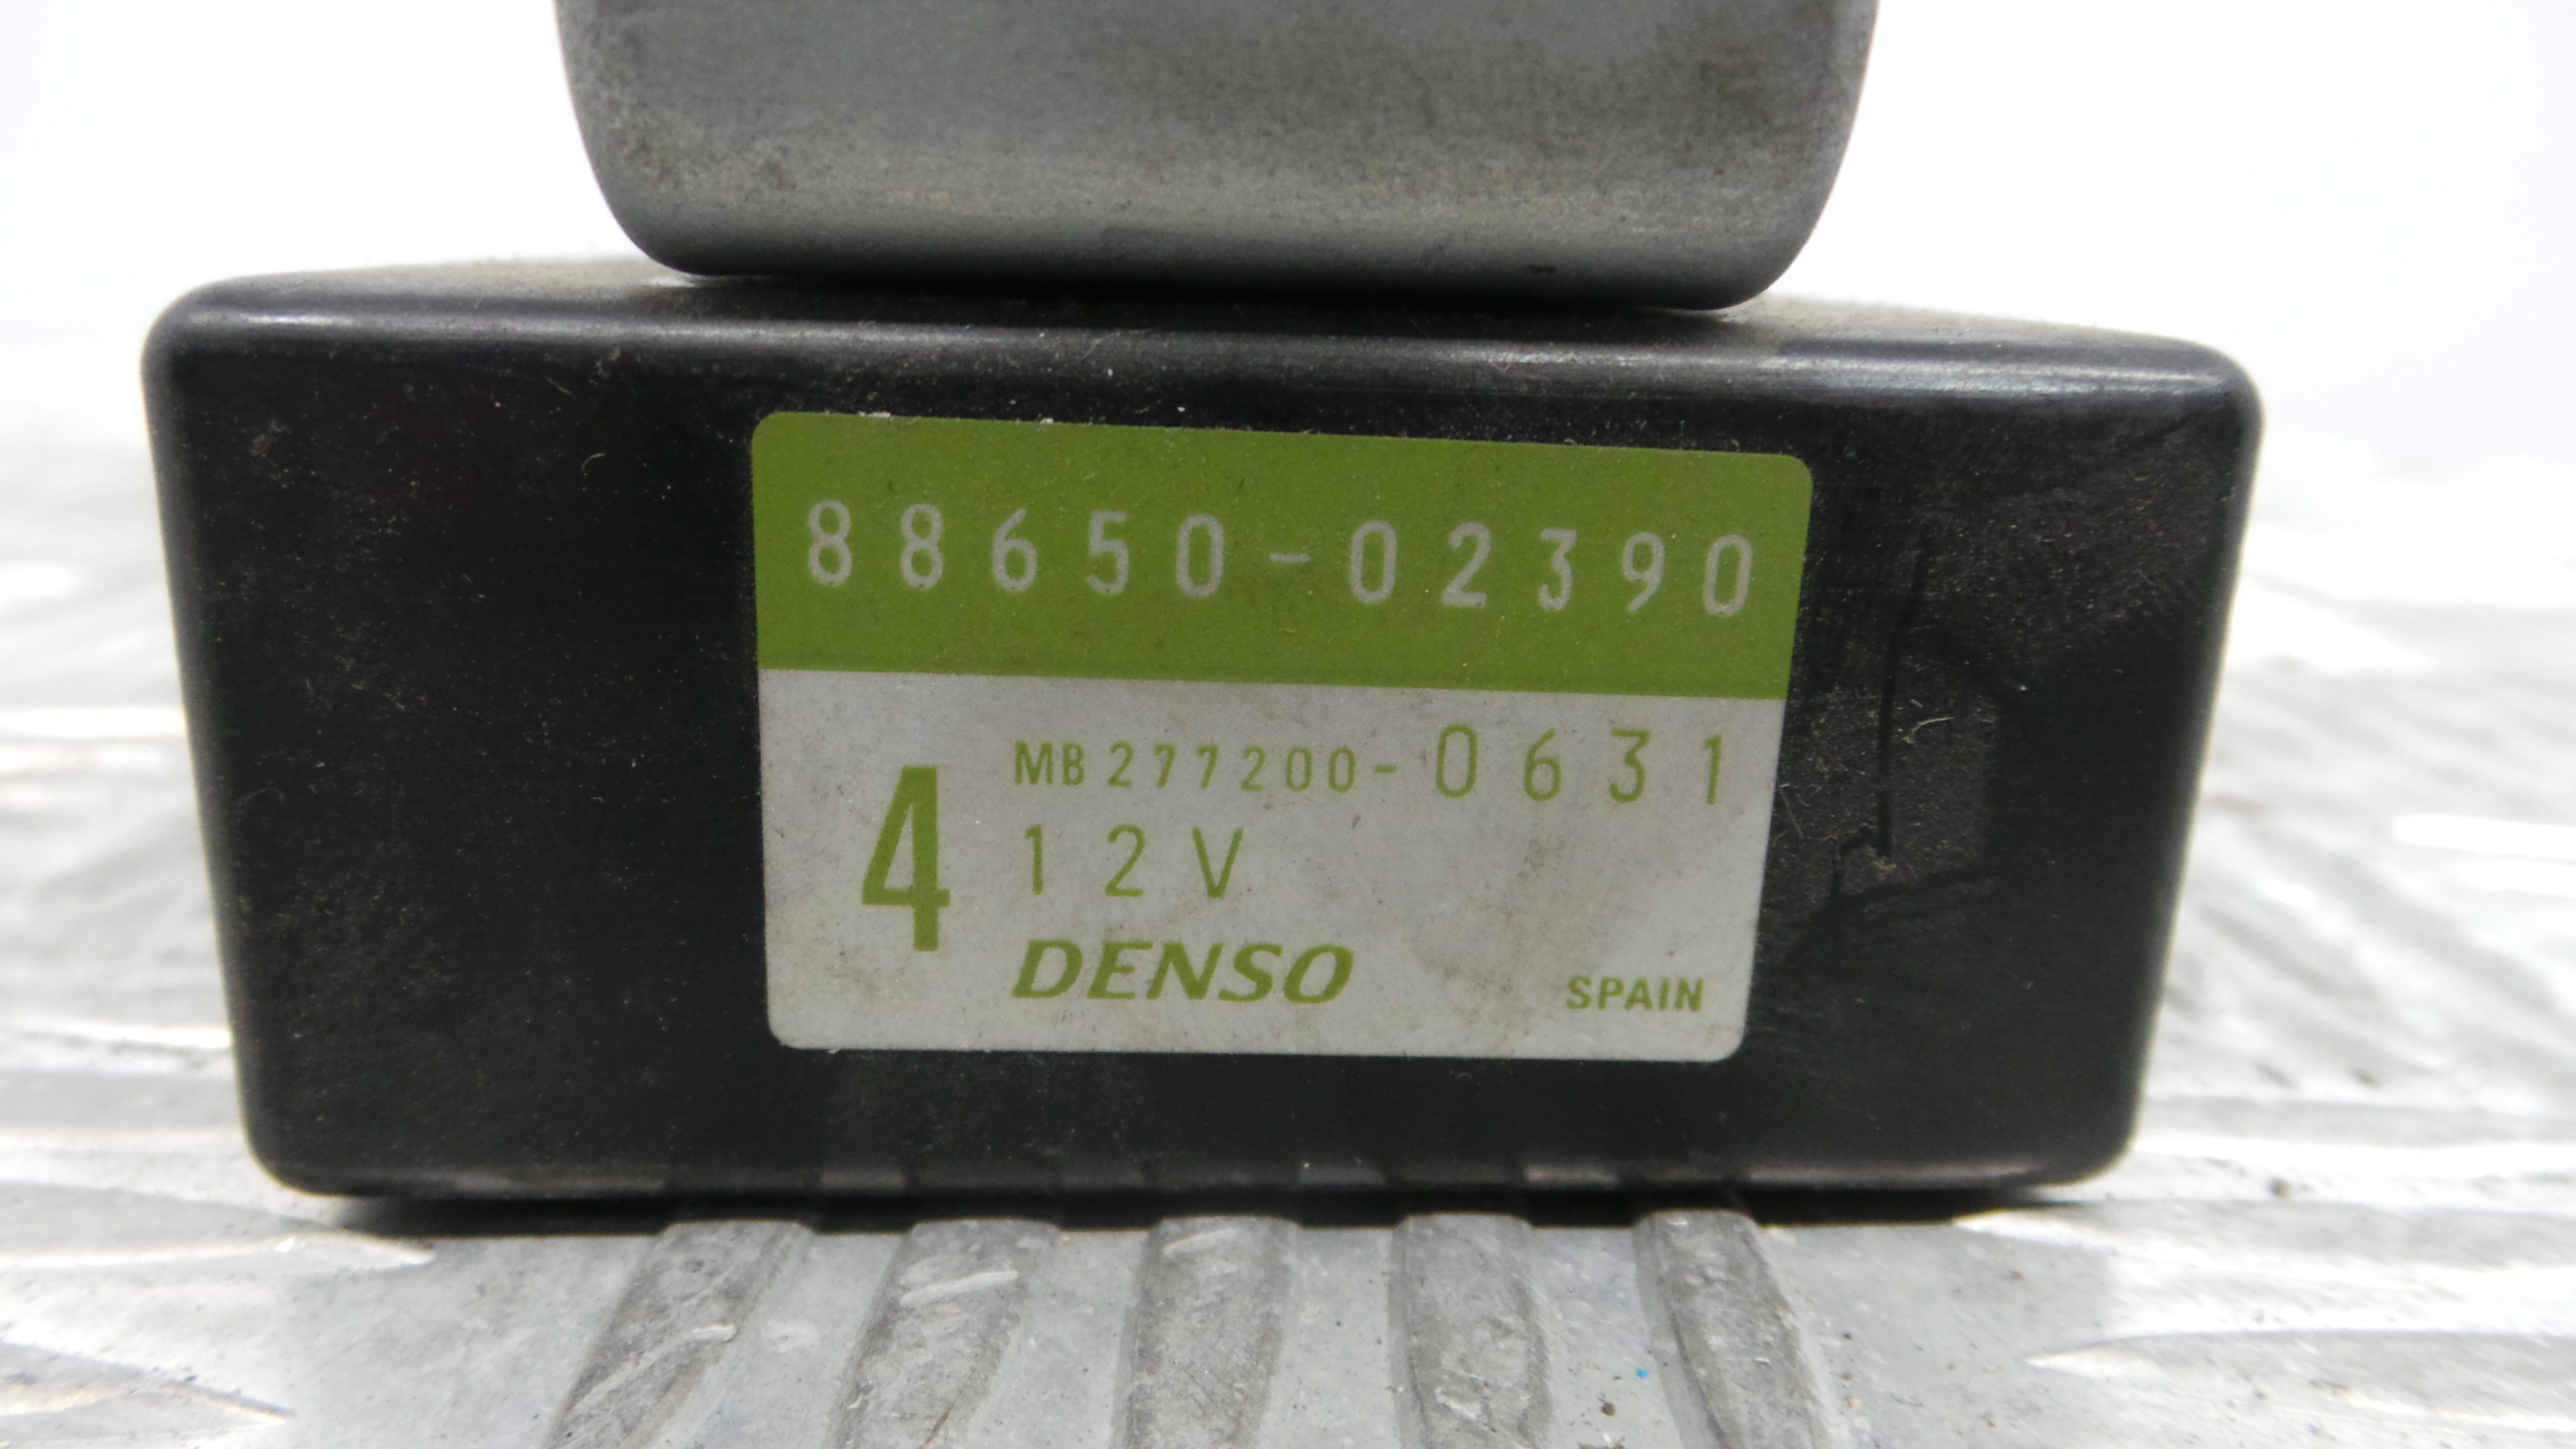 88650-02390
MB277200-0631
4
12V
DENSO
SPAIN